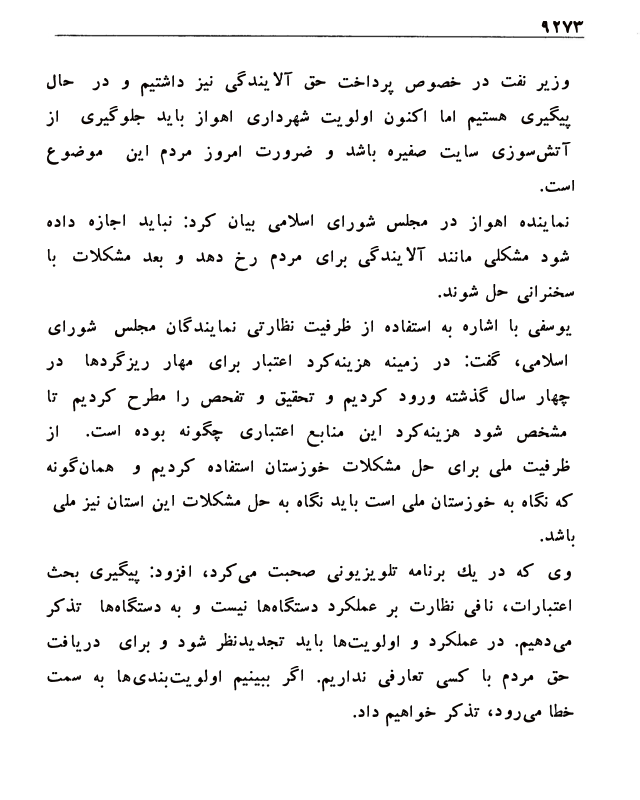 ۹۲۷۳
وزیر نفت در خصوص پرداخت حق آلایندگی نیز داشتیم و در حال
پیگیری هستیم اما اکنون اولویت شهرداری اهواز باید جلوگیری از
آتش‌سوزی سایت صفیره باشد و ضرورت امروز مردم این موضوع
است.
نماینده اهواز در مجلس شورای اسلامی بیان کرد: نباید اجازه داده
شود مشکلی مانند آلایندگی برای مردم رخ دهد و بعد مشکلات با
سخنرانی حل شوند.
یوسفی با اشاره به استفاده از ظرفیت نظارتی نمایندگان مجلس شورای
اسلامی، گفت: در زمینه هزینه‌کرد اعتبار برای مهار ریزگردها در
چهار سال گذشته ورود کردیم و تحقیق و تفحص را مطرح کردیم تا
مشخص شود هزینه‌کرد این منابع اعتباری چگونه بوده است. از
ظرفیت ملی برای حل مشکلات خوزستان استفاده کردیم و همان‌گونه
که نگاه به خوزستان ملی است باید نگاه به حل مشکلات این استان نیز ملی
باشد.
وی که در یك برنامه تلویزیونی صحبت می‌کرد، افزود: پیگیری بحث
اعتبارات، نافی نظارت بر عملکرد دستگاه‌ها نیست و به دستگاه‌ها تذکر
می‌دهیم. در عملکرد و اولویت‌ها باید تجدیدنظر شود و برای دریافت
حق مردم با کسی تعارفی نداریم. اگر ببینیم اولویت‌بندی‌ها به سمت
خطا می‌رود، تذکر خواهیم داد.